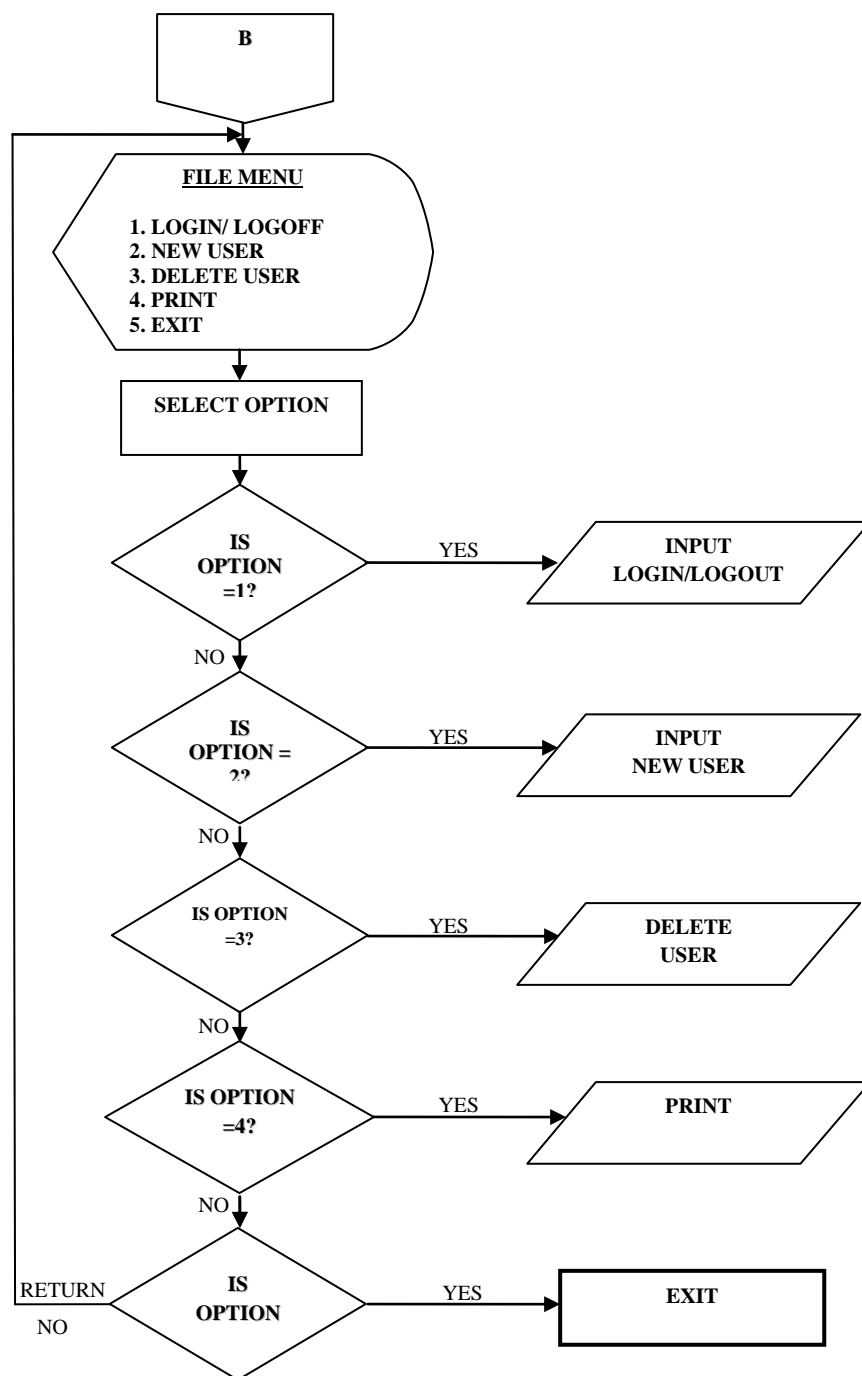 B
FILE MENU
1. LOGIN/ LOGOFF
2. NEW USER
3. DELETE USER
4. PRINT
5. EXIT
SELECT OPTION
IS
OPTION
=1?
YES
INPUT
LOGIN/LOGOUT
NO
IS
OPTION =
2?
YES
INPUT
NEW USER
NO
IS OPTION
=3?
YES
DELETE
USER
NO
IS OPTION
=4?
YES
PRINT
NO
IS
OPTION
YES
EXIT
RETURN
NO